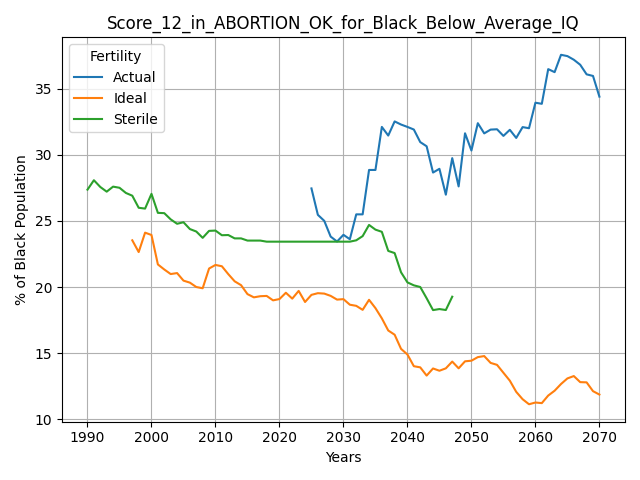 Score_12_in_ABORTION_OK_for_Black_Below_Average_IQ
Fertility
Actual
Ideal
Sterile
% of Black Population
35
30
25
20
15
10
1990 2000 2010 2020 2030 2040 2050 2060 2070
Years